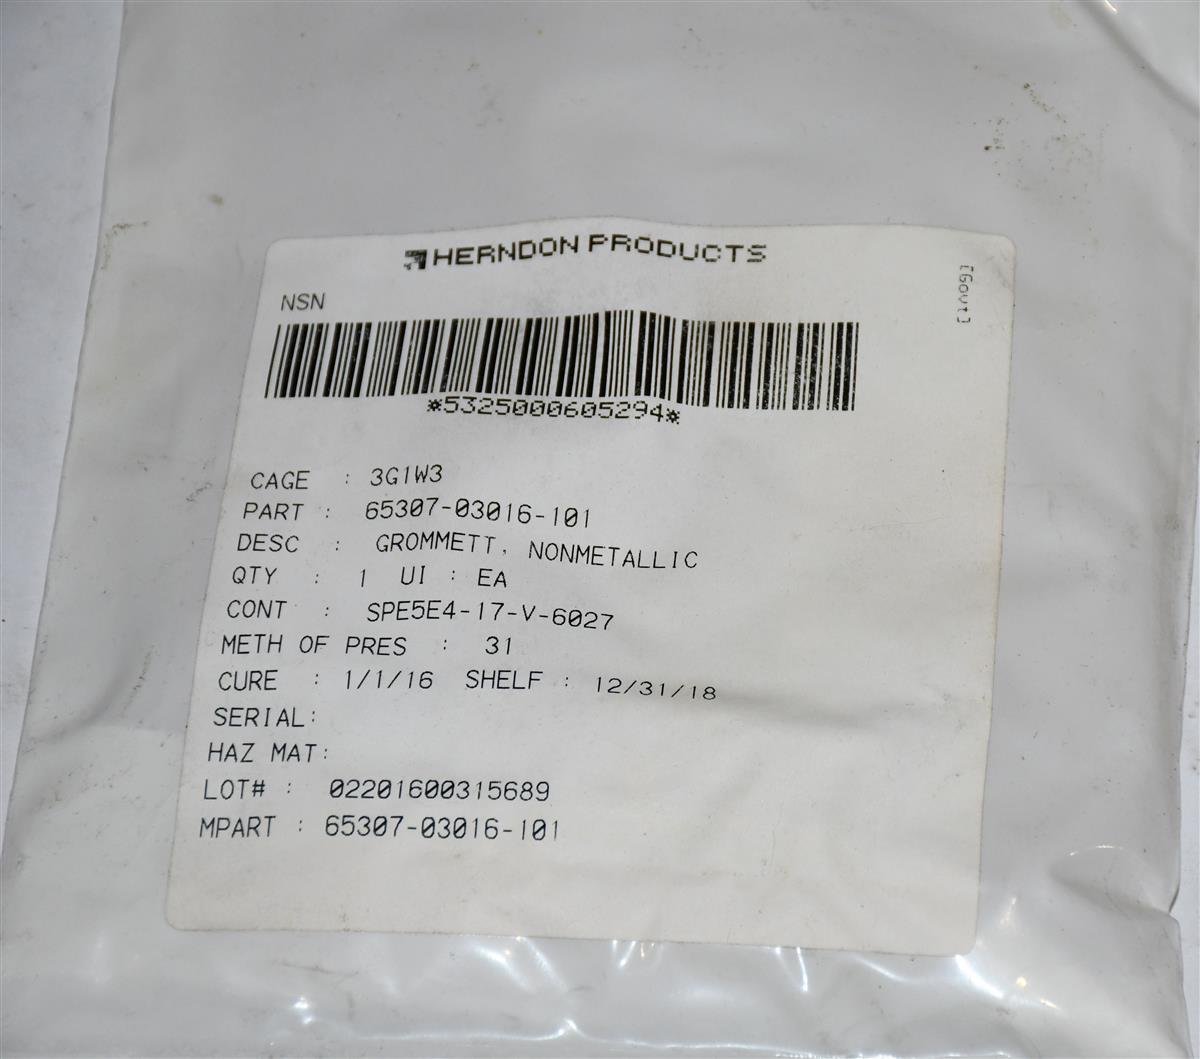 HERNDON PRODUCTS
[Govt]
NSN
*5325000605294*
CAGE : 3G1W3
PART : 65307-03016-101
DESC : GROMMETT, NONMETALLIC
QTY : 1 UI : EA
CONT : SPE5E4-17-V-6027
METH OF PRES : 31
CURE : 1/1/16 SHELF : 12/31/18
SERIAL:
HAZ MAT:
LOT# : 02201600315689
MPART : 65307-03016-101